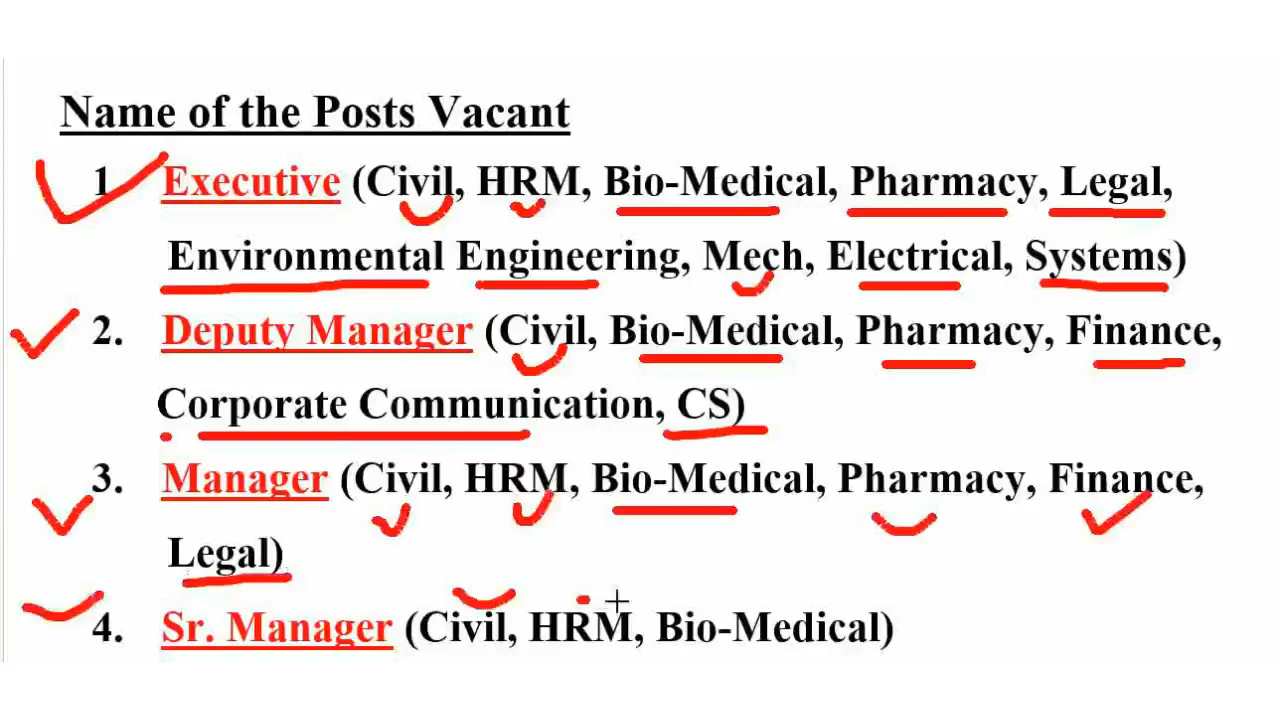 Name of the Posts Vacant
1. Executive (Civil, HRM, Bio-Medical, Pharmacy, Legal,
Environmental Engineering, Mech, Electrical, Systems)
2. Deputy Manager (Civil, Bio-Medical, Pharmacy, Finance,
Corporate Communication, CS)
3. Manager (Civil, HRM, Bio-Medical, Pharmacy, Finance,
Legal)
4. Sr. Manager (Civil, HRM, Bio-Medical)